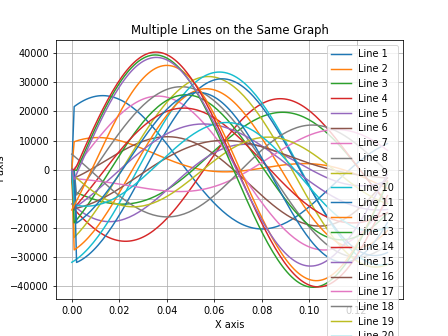 Multiple Lines on the Same Graph
40000
30000
20000
10000
0
−10000
−20000
−30000
−40000
axis
0.00
0.02
0.04
0.06
0.08
0.10
X axis
Line 1
Line 2
Line 3
Line 4
Line 5
Line 6
Line 7
Line 8
Line 9
Line 10
Line 11
Line 12
Line 13
Line 14
Line 15
Line 16
Line 17
Line 18
Line 19